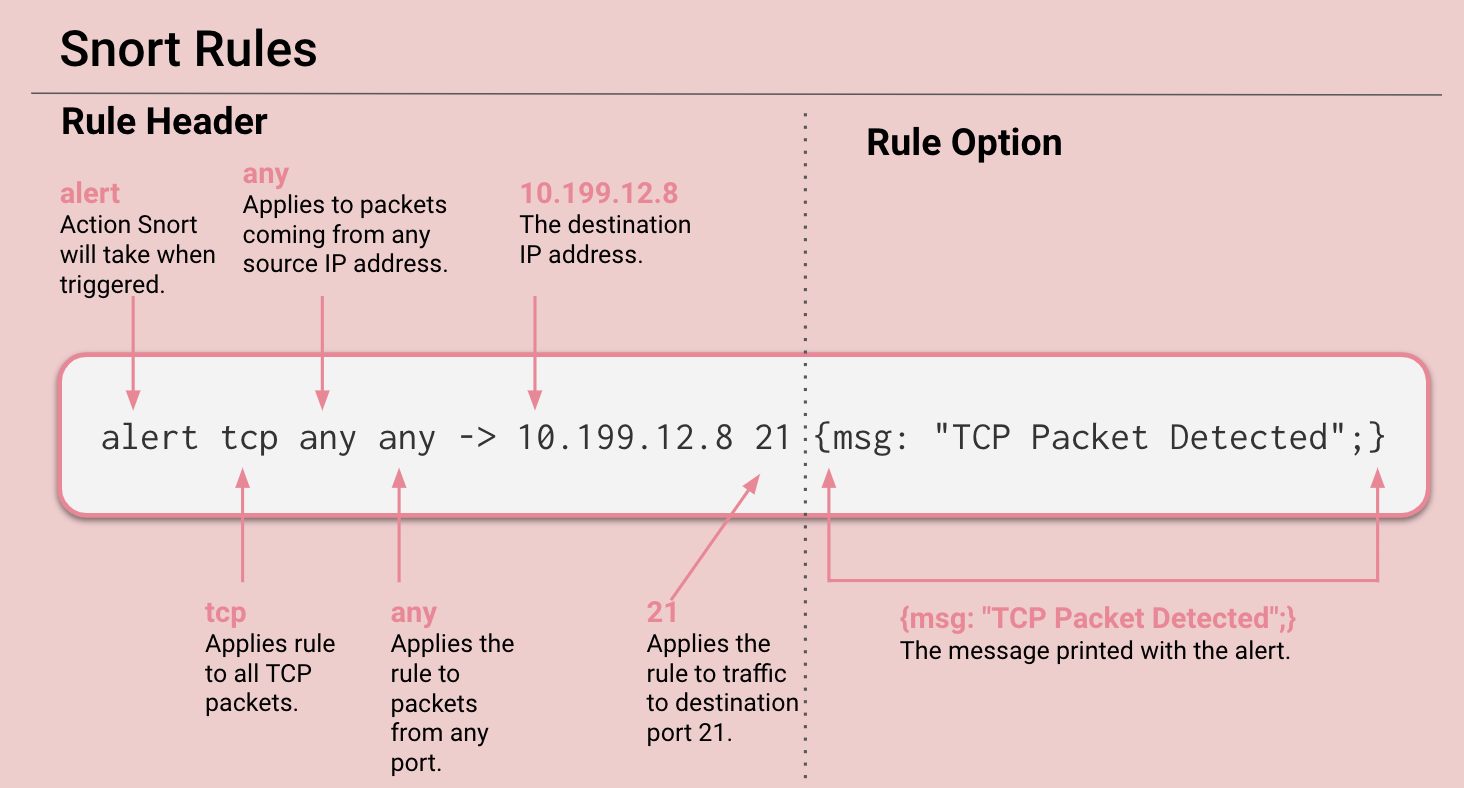 Snort Rules
Rule Header
Rule Option
alert
Action Snort
will take when
triggered.
any
Applies to packets
coming from any
source IP address.
10.199.12.8
The destination
IP address.
alert tcp any any -> 10.199.12.8 21 {msg: "TCP Packet Detected";}
tcp
Applies rule
to all TCP
packets.
any
Applies the
rule to
packets
from any
port.
21
Applies the
rule to traffic
to destination
port 21.
{msg: "TCP Packet Detected";}
The message printed with the alert.